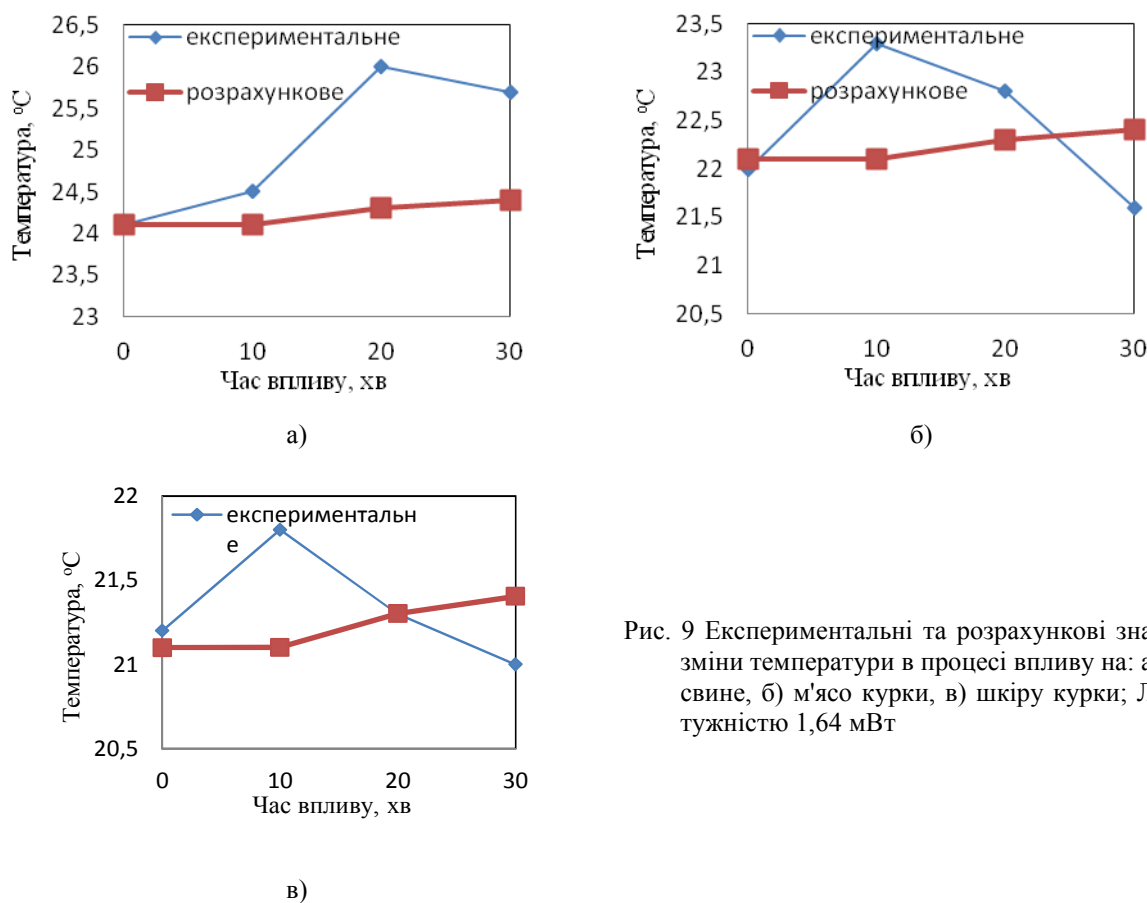 26,5
26
25,5
25
24,5
24
23,5
23
Температура, ºС
експериментальне
розрахункове
0 10 20 30
Час впливу, хв
а)
23,5
23
22,5
22
21,5
21
20,5
Температура, ºС
експериментальне
розрахункове
0 10 20 30
Час впливу, хв
б)
22
21,5
21
20,5
Температура, ºС
експериментальн
е
0 10 20 30
Час впливу, хв
в)
Рис. 9 Експериментальні та розрахункові зна
зміни температури в процесі впливу на: а
свине, б) м'ясо курки, в) шкіру курки; Л
тужністю 1,64 мВт